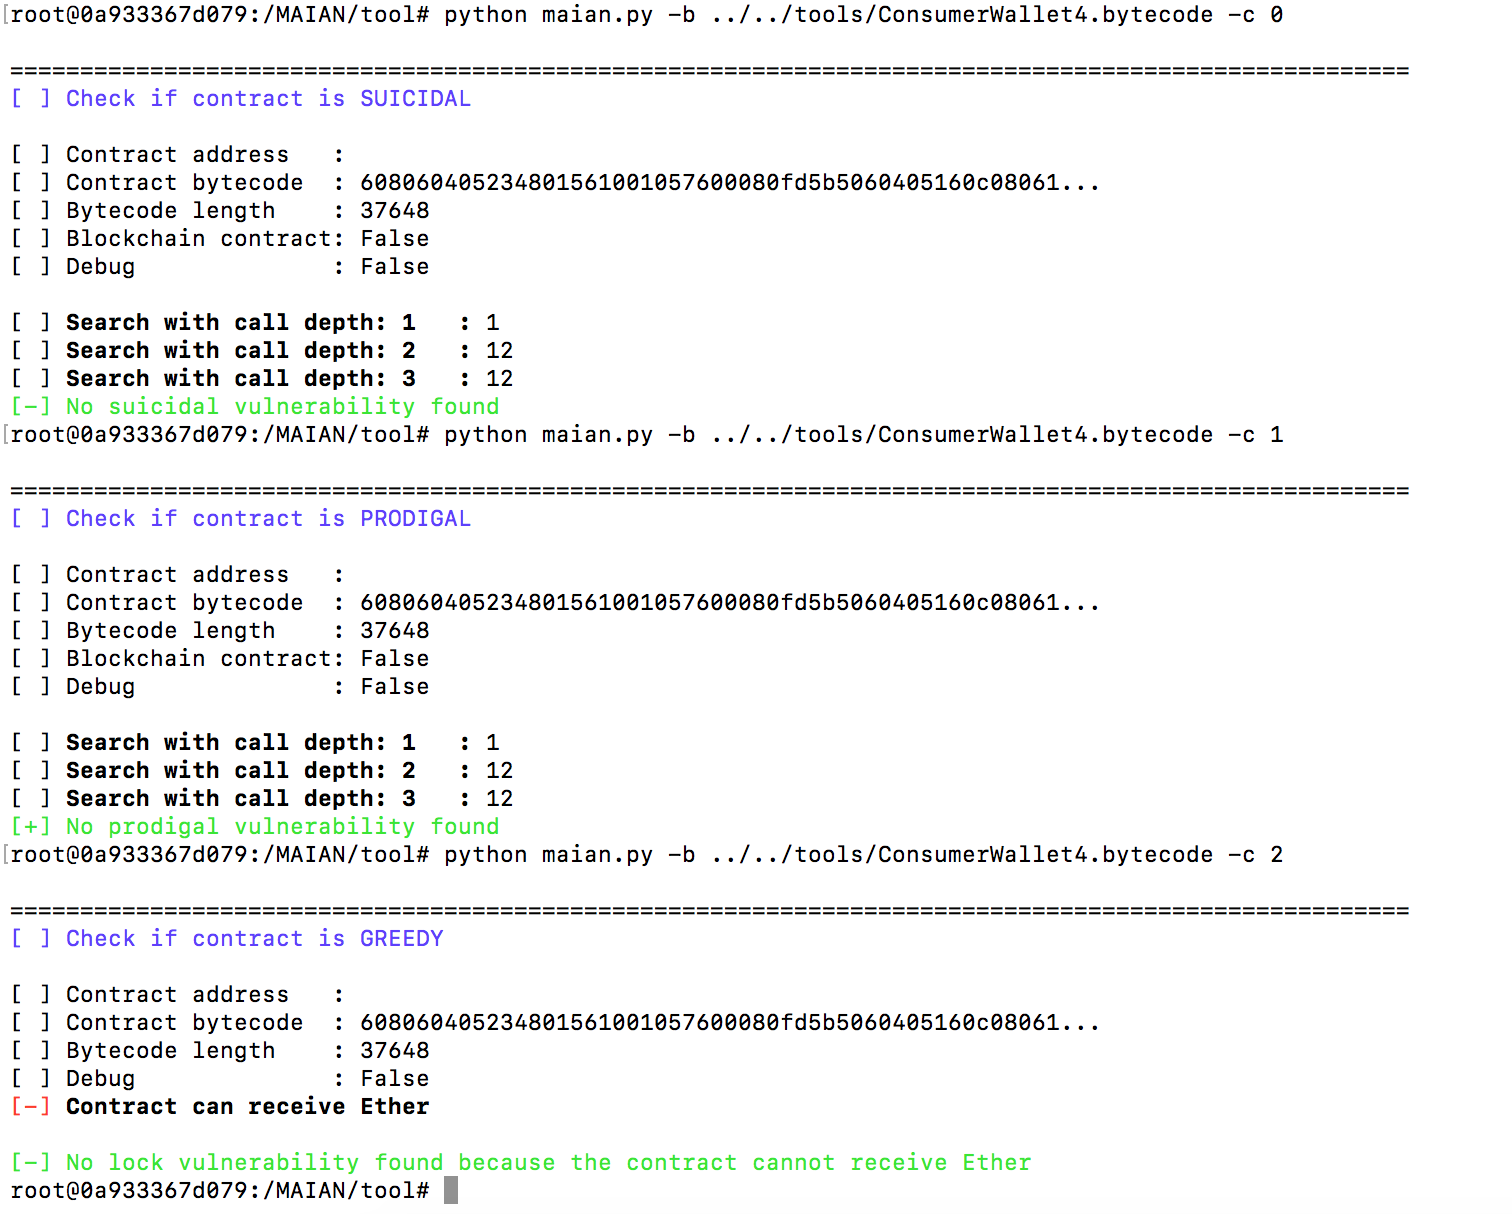 [root@0a933367d079:/MAIAN/tool# python maian.py -b ../../tools/ConsumerWallet4.bytecode -c 0
====================================================================================================
[ ] Check if contract is SUICIDAL
[ ] Contract address   :
[ ] Contract bytecode  : 60806040523480156100105760080fd5b5060405160c08061...
[ ] Bytecode length    : 37648
[ ] Blockchain contract: False
[ ] Debug              : False
[ ] Search with call depth: 1   : 1
[ ] Search with call depth: 2   : 12
[ ] Search with call depth: 3   : 12
[-] No suicidal vulnerability found
[root@0a933367d079:/MAIAN/tool# python maian.py -b ../../tools/ConsumerWallet4.bytecode -c 1
====================================================================================================
[ ] Check if contract is PRODIGAL
[ ] Contract address   :
[ ] Contract bytecode  : 60806040523480156100105760080fd5b5060405160c08061...
[ ] Bytecode length    : 37648
[ ] Blockchain contract: False
[ ] Debug              : False
[ ] Search with call depth: 1   : 1
[ ] Search with call depth: 2   : 12
[ ] Search with call depth: 3   : 12
[+] No prodigal vulnerability found
[root@0a933367d079:/MAIAN/tool# python maian.py -b ../../tools/ConsumerWallet4.bytecode -c 2
====================================================================================================
[ ] Check if contract is GREEDY
[ ] Contract address   :
[ ] Contract bytecode  : 60806040523480156100105760080fd5b5060405160c08061...
[ ] Bytecode length    : 37648
[ ] Debug              : False
[-] Contract can receive Ether
[-] No lock vulnerability found because the contract cannot receive Ether
root@0a933367d079:/MAIAN/tool#